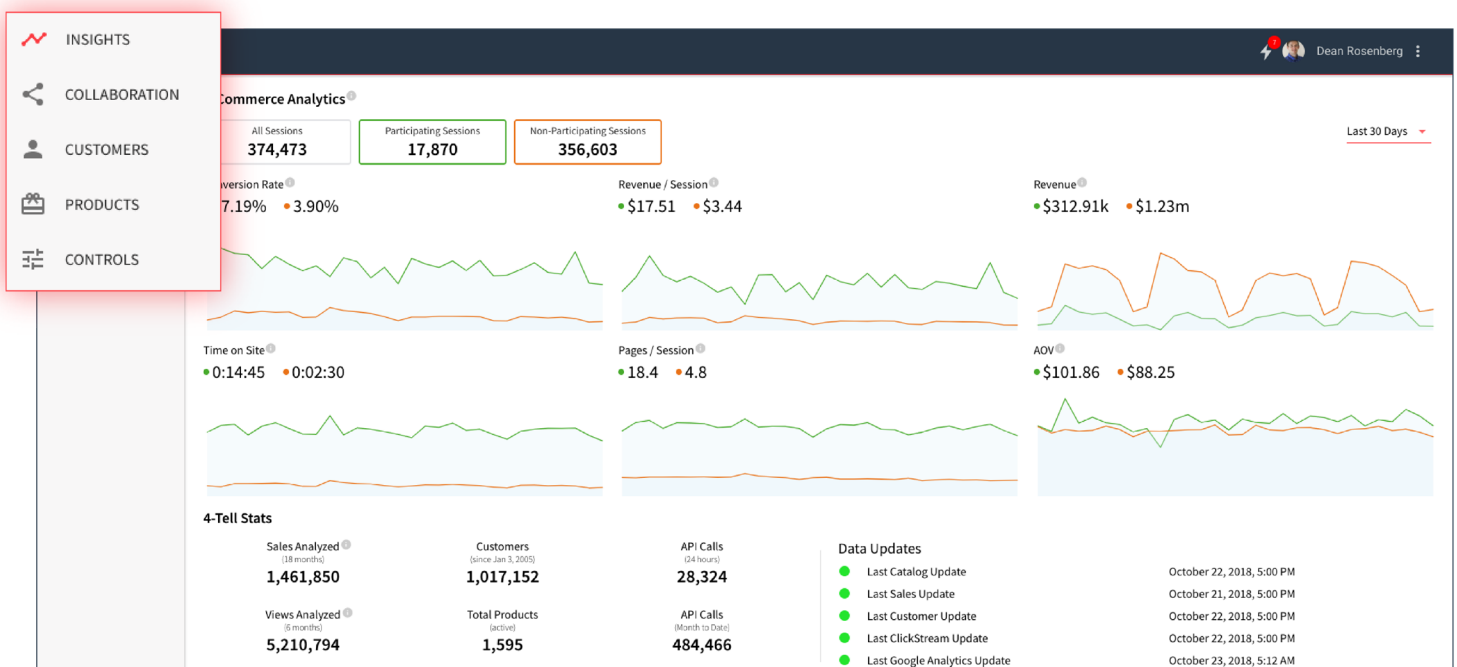 INSIGHTS
COLLABORATION
CUSTOMERS
PRODUCTS
CONTROLS
7
Dean Rosenberg
Commerce Analytics
All Sessions
374,473
Participating Sessions
17,870
Non-Participating Sessions
356,603
Last 30 Days
version Rate
7.19% 3.90%
Revenue / Session
$17.51 $3.44
Revenue
$312.91k $1.23m
Time on Site
0:14:45 0:02:30
Pages / Session
18.4 4.8
AOV
$101.86 $88.25
4-Tell Stats
Sales Analyzed
(18 months)
1,461,850
Customers
(since Jan 3, 2005)
1,017,152
API Calls
(24 hours)
28,324
Views Analyzed
(6 months)
5,210,794
Total Products
(active)
1,595
API Calls
(Month to Date)
484,466
Data Updates
Last Catalog Update October 22, 2018, 5:00 PM
Last Sales Update October 21, 2018, 5:00 PM
Last Customer Update October 22, 2018, 5:00 PM
Last ClickStream Update October 22, 2018, 5:00 PM
Last Google Analytics Update October 23, 2018, 5:12 AM